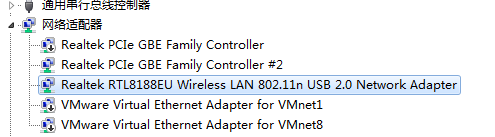 通用串行总线控制器
网络适配器
Realtek PCIe GBE Family Controller
Realtek PCIe GBE Family Controller #2
Realtek RTL8188EU Wireless LAN 802.11n USB 2.0 Network Adapter
VMware Virtual Ethernet Adapter for VMnet1
VMware Virtual Ethernet Adapter for VMnet8